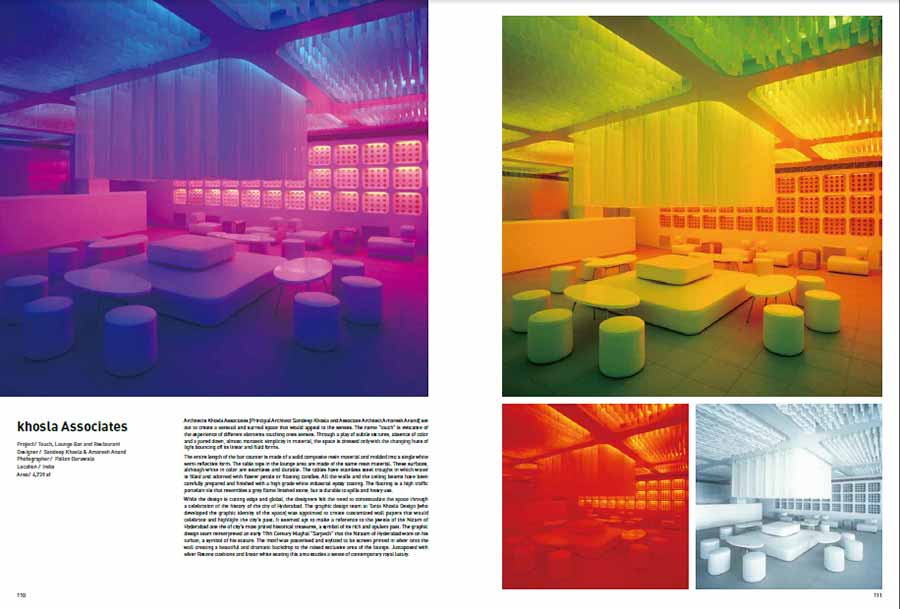 khosla Associates
Project/ Touch, Lounge Bar and Restaurant
Designer / Sandeep Khosla & Amaresh Anand
Photographer / Pallon Daruwala
Location / India
Area/ 4,721 sf
Architects Khosla Associates (Principal Architect Sandeep Khosla and Associate Architect Amaresh Anand) set
out to create a sensual and surreal space that would appeal to the senses. The name "touch" is evocative of
the experience of different elements touching ones senses. Through a play of subtle textures, absence of color
and a pared down, almost monastic simplicity in material, the space is dressed only with the changing hues of
light bouncing off its linear and fluid forms.
The entire length of the bar counter is made of a solid composite resin material and molded into a single white
semi reflective form. The table tops in the lounge area are made of the same resin material. These surfaces,
although white in color are seamless and durable. The tables have stainless steel troughs in which water
is filled and adorned with flower petals or floating candles. All the walls and the ceiling beams have been
carefully prepared and finished with a high grade white industrial epoxy coating. The flooring is a high traffic
porcelain tile that resembles a grey flame finished stone, but is durable to spills and heavy use.
While the design is cutting edge and global, the designers felt the need to contextualize the space through
a celebration of the history of the city of Hyderabad. The graphic design team at Tania Khosla Design (who
developed the graphic identity of the space) was appointed to create customized wall papers that would
celebrate and highlight the city's past. It seemed apt to make a reference to the jewels of the Nizam of
Hyderabad one of the city's most prized historical treasures, a symbol of its rich and opulent past. The graphic
design team reinterpreted an early 19th Century Mughal "Sarpech" that the Nizam of Hyderabad wore on his
turban, a symbol of his stature. The motif was patternised and stylized to be screen printed in silver onto the
wall creating a beautiful and dramatic backdrop to the raised exclusive area of the lounge. Juxtaposed with
silver Rexine cushions and linear white seating this area exudes a sense of contemporary royal luxury.
110
111